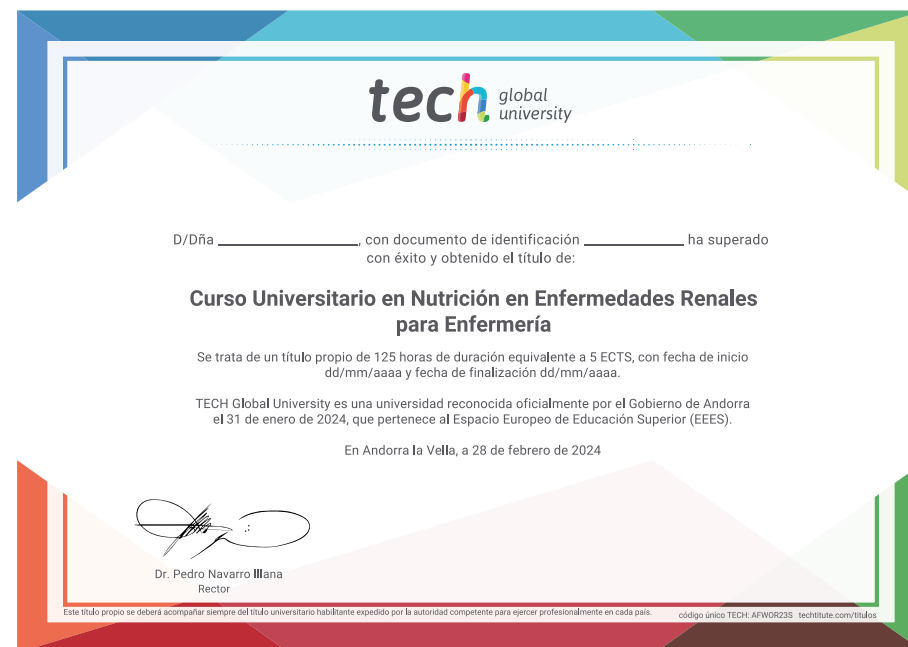 tech global university
D/Dña ____________________, con documento de identificación ______________ ha superado
con éxito y obtenido el título de:
Curso Universitario en Nutrición en Enfermedades Renales
para Enfermería
Se trata de un título propio de 125 horas de duración equivalente a 5 ECTS, con fecha de inicio
dd/mm/aaaa y fecha de finalización dd/mm/aaaa.
TECH Global University es una universidad reconocida oficialmente por el Gobierno de Andorra
el 31 de enero de 2024, que pertenece al Espacio Europeo de Educación Superior (EEES).
En Andorra la Vella, a 28 de febrero de 2024
Dr. Pedro Navarro Illana
Rector
Este título propio se deberá acompañar siempre del título universitario habilitante expedido por la autoridad competente para ejercer profesionalmente en cada país.
código único TECH: AFWOR23S techtitute.com/titulos